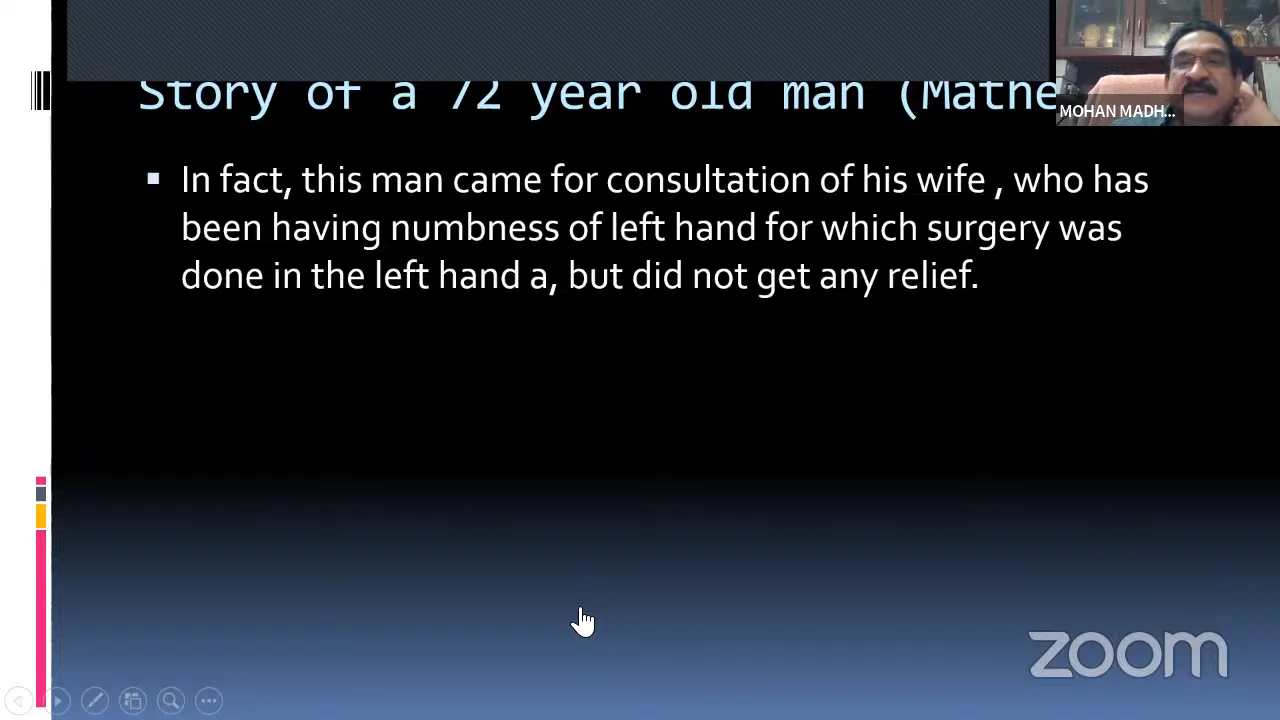 Story of a 72 year old man (Mathe
MOHAN MADH...
▪ In fact, this man came for consultation of his wife , who has
been having numbness of left hand for which surgery was
done in the left hand a, but did not get any relief.
zoom